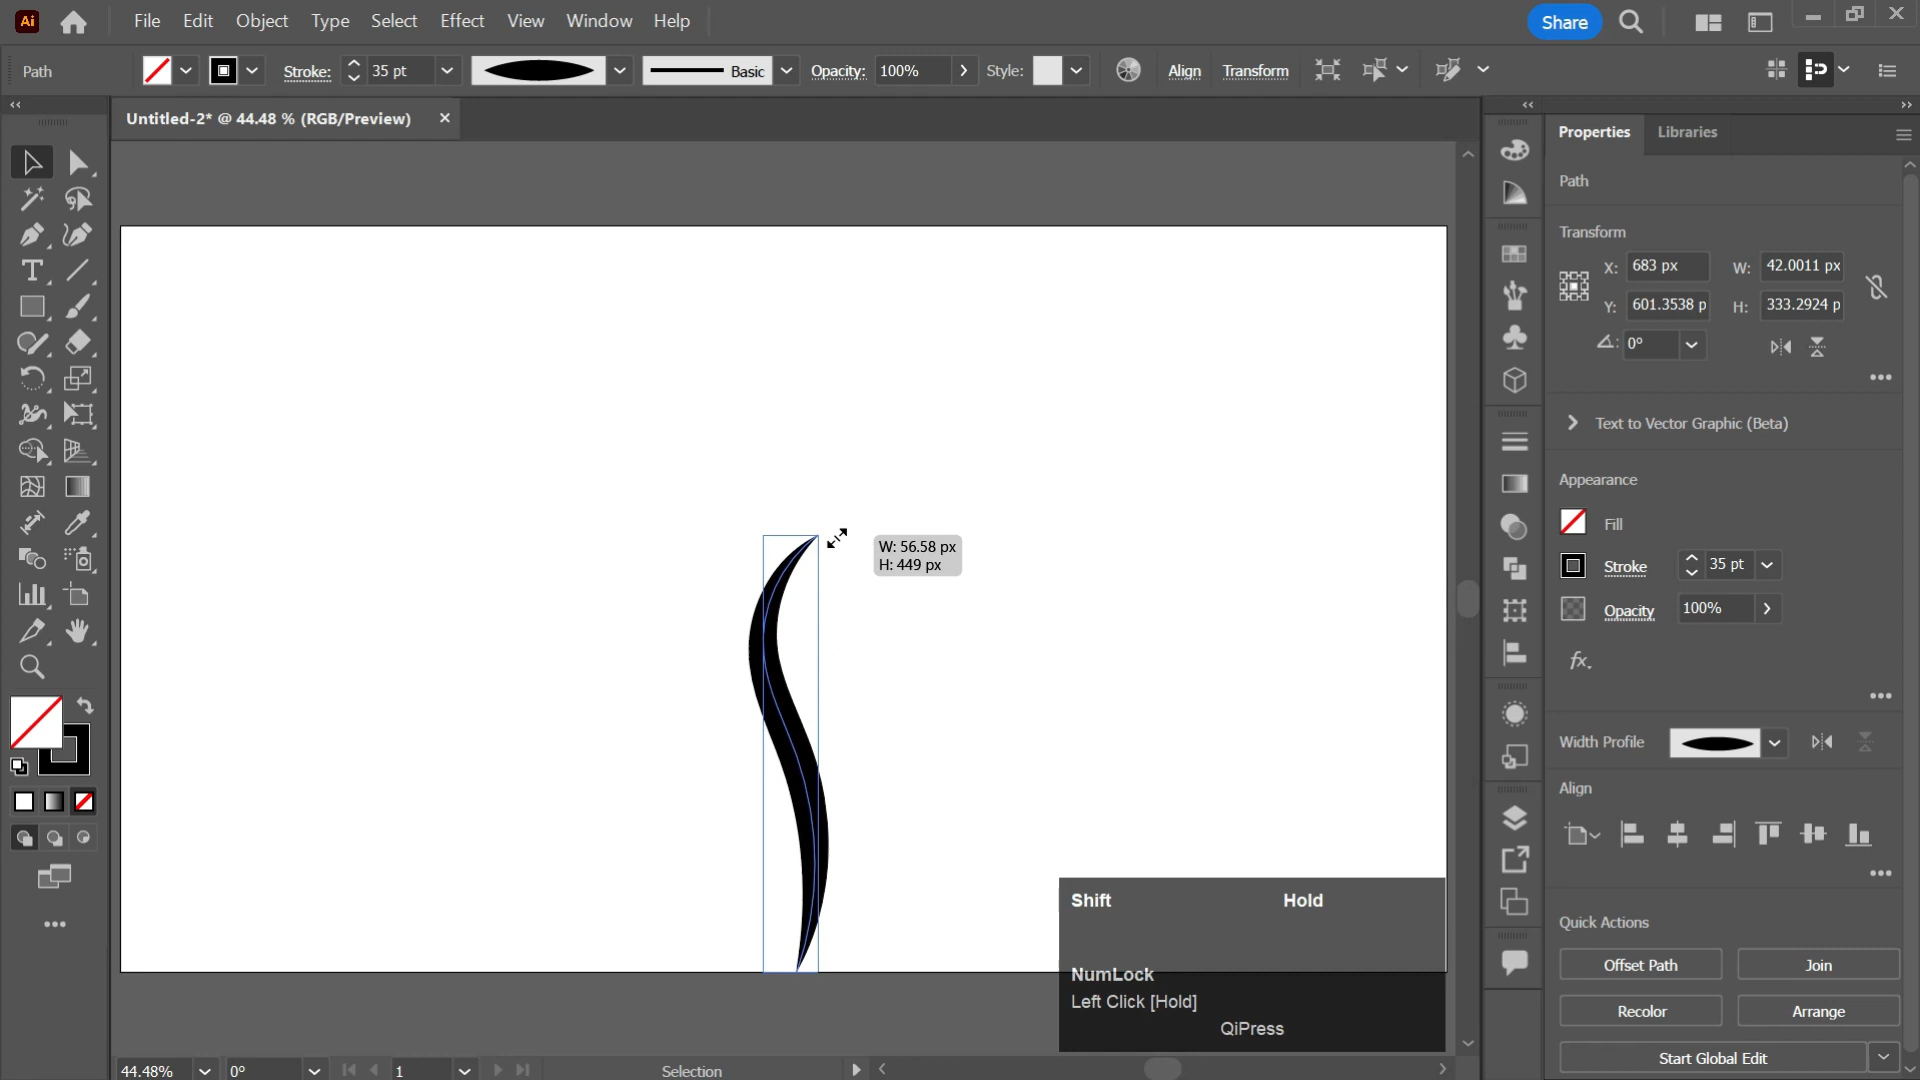 Ai File Edit Object Type Select Effect View Window Help Share
Path Stroke: 35 pt Basic Opacity: 100% Style: Align Transform
Untitled-2* @ 44.48 % (RGB/Preview)
Properties Libraries
Path
Transform
X: 683 px W: 42.0011 px
Y: 601.3538 p H: 333.2924 p
0°
Text to Vector Graphic (Beta)
Appearance
Fill
Stroke 35 pt
Opacity 100%
fx.
Width Profile
Align
Quick Actions
Offset Path Join
Recolor Arrange
Start Global Edit
W: 56.58 px
H: 449 px
Shift Hold
NumLock
Left Click [Hold]
QiPress
44.48% 0° 1 Selection